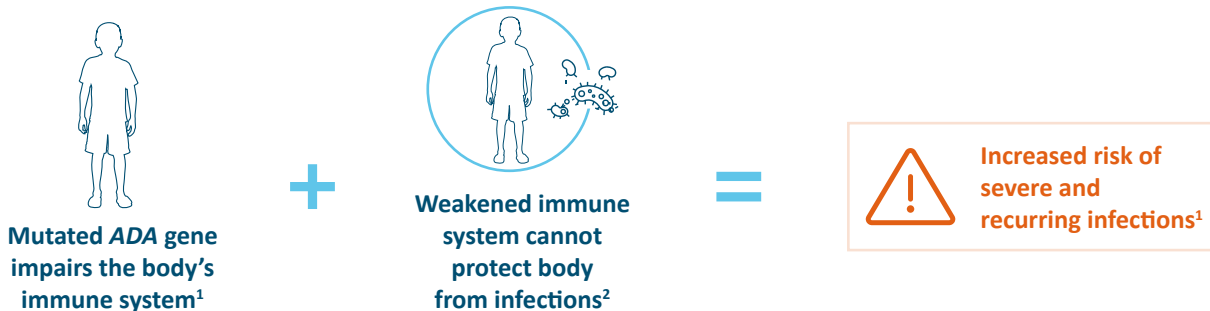 Mutated ADA gene
impairs the body's
immune system¹
+
Weakened immune
system cannot
protect body
from infections²
=
Increased risk of
severe and
recurring infections¹